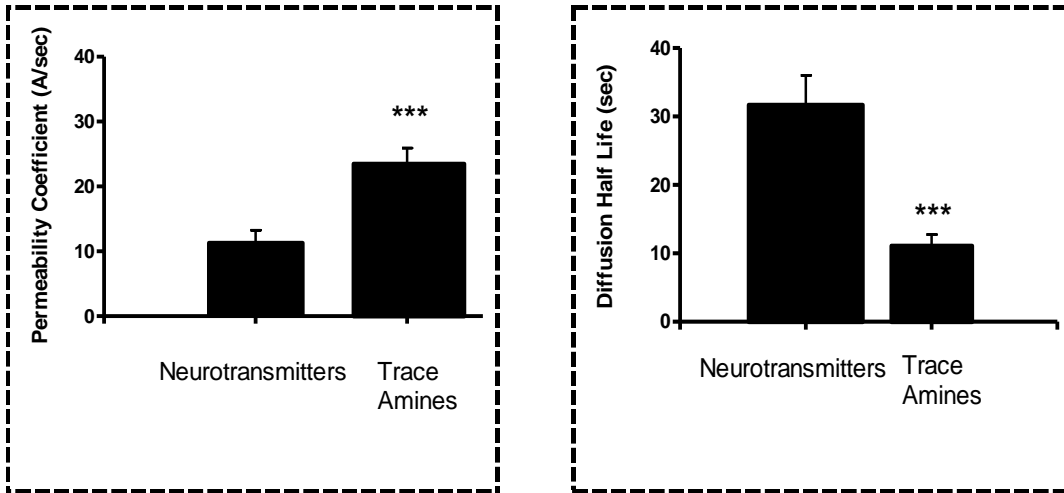 Permeability Coefficient (A/sec)
40
30
20
10
0
***
Neurotransmitters
Trace
Amines
Diffusion Half Life (sec)
40
30
20
10
0
***
Neurotransmitters
Trace
Amines